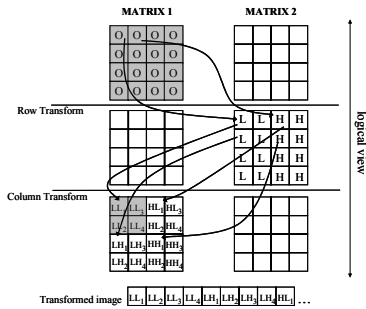 MATRIX 1 MATRIX 2
O O O O
O O O O
O O O O
O O O O
Row Transform
L L H H
L L H H
L L H H
L L H H
logical view
Column Transform
LL1 LL3 HL1 HL3
LL2 LL4 HL2 HL4
LH1 LH3 HH1 HH3
LH2 LH4 HH2 HH4
Transformed image LL1 LL2 LL3 LL4 LH1 LH2 LH3 LH4 HL1 ...